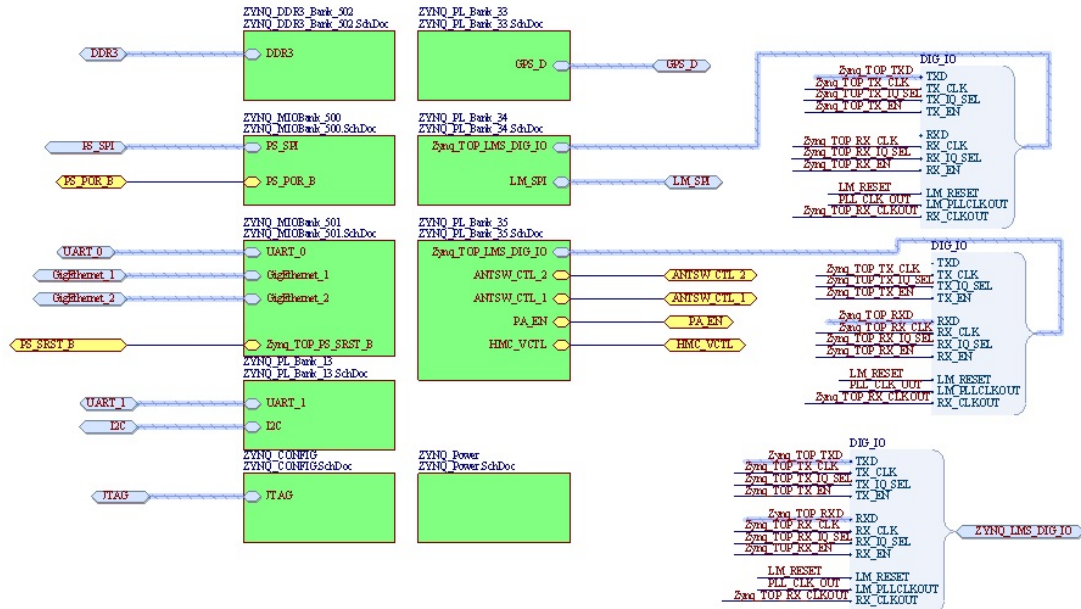 ZYNQ_DDR3_Bank_502
ZYNQ_DDR3_Bank_502.SchDoc
DDR3
DDR3
ZYNQ_PL_Bank_33
ZYNQ_PL_Bank_33.SchDoc
GPS_D
GPS_D
ZYNQ_MIOBank_500
ZYNQ_MIOBank_500.SchDoc
PS_SPI
PS_SPI
PS_POR_B
PS_POR_B
ZYNQ_PL_Bank_34
ZYNQ_PL_Bank_34.SchDoc
Zynq_TOP_LMS_DIG_IO
LM_SPI
LM_SPI
ZYNQ_MIOBank_501
ZYNQ_MIOBank_501.SchDoc
UART_0
UART_0
GigEthernet_1
GigEthernet_1
GigEthernet_2
GigEthernet_2
PS_SRST_B
Zynq_TOP_PS_SRST_B
ZYNQ_PL_Bank_35
ZYNQ_PL_Bank_35.SchDoc
Zynq_TOP_LMS_DIG_IO
ANTSW_CTL_2
ANTSW_CTL_2
ANTSW_CTL_1
ANTSW_CTL_1
PA_EN
PA_EN
HMC_VCTL
HMC_VCTL
ZYNQ_PL_Bank_13
ZYNQ_PL_Bank_13.SchDoc
UART_1
UART_1
I2C
I2C
ZYNQ_CONFIG
ZYNQ_CONFIG.SchDoc
JTAG
JTAG
ZYNQ_Power
ZYNQ_Power.SchDoc
DIG_IO
Zynq_TOP_TXD TXD
Zynq_TOP_TX_CLK TX_CLK
Zynq_TOP_TX_IQ_SEL TX_IQ_SEL
Zynq_TOP_TX_EN TX_EN
RXD
Zynq_TOP_RX_CLK RX_CLK
Zynq_TOP_RX_IQ_SEL RX_IQ_SEL
Zynq_TOP_RX_EN RX_EN
LM_RESET LM_RESET
PLL_CLK_OUT LM_PLLCLKOUT
Zynq_TOP_RX_CLKOUT RX_CLKOUT
DIG_IO
TXD
Zynq_TOP_TX_CLK TX_CLK
Zynq_TOP_TX_IQ_SEL TX_IQ_SEL
Zynq_TOP_TX_EN TX_EN
Zynq_TOP_RXD RXD
Zynq_TOP_RX_CLK RX_CLK
Zynq_TOP_RX_IQ_SEL RX_IQ_SEL
Zynq_TOP_RX_EN RX_EN
LM_RESET LM_RESET
PLL_CLK_OUT LM_PLLCLKOUT
Zynq_TOP_RX_CLKOUT RX_CLKOUT
DIG_IO
Zynq_TOP_TXD TXD
Zynq_TOP_TX_CLK TX_CLK
Zynq_TOP_TX_IQ_SEL TX_IQ_SEL
Zynq_TOP_TX_EN TX_EN
Zynq_TOP_RXD RXD
Zynq_TOP_RX_CLK RX_CLK
Zynq_TOP_RX_IQ_SEL RX_IQ_SEL
Zynq_TOP_RX_EN RX_EN
LM_RESET LM_RESET
PLL_CLK_OUT LM_PLLCLKOUT
Zynq_TOP_RX_CLKOUT RX_CLKOUT
ZYNQ_LMS_DIG_IO